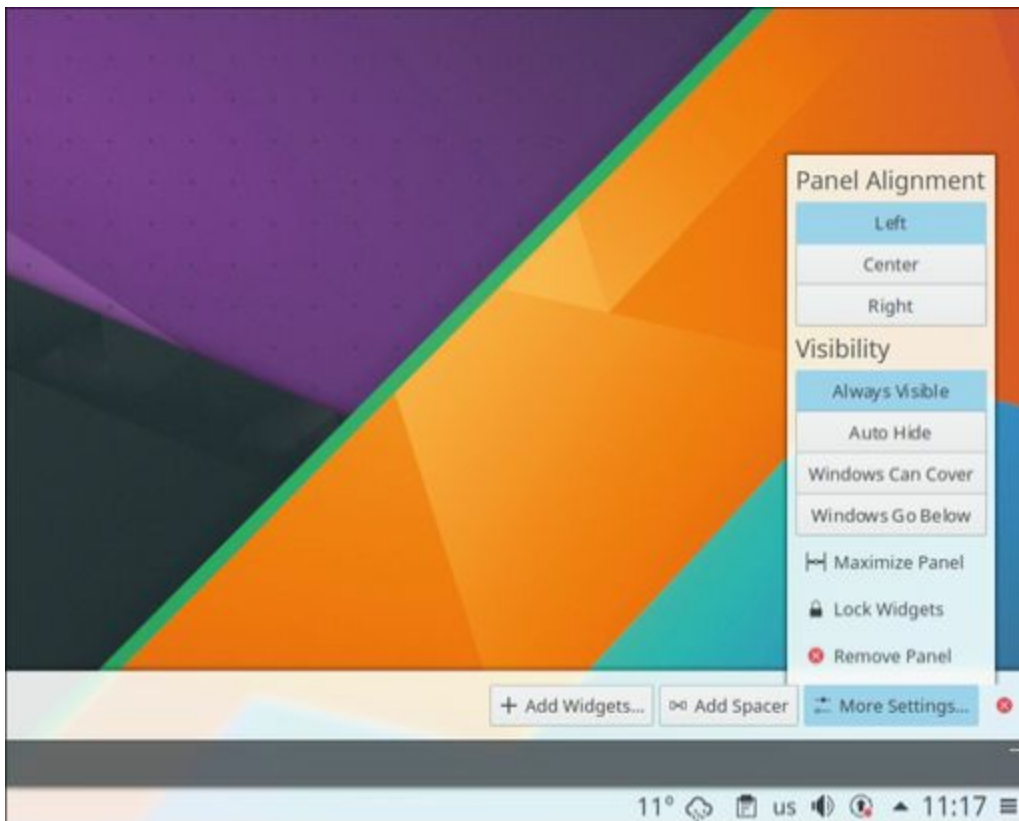 Panel Alignment
Left
Center
Right
Visibility
Always Visible
Auto Hide
Windows Can Cover
Windows Go Below
Maximize Panel
Lock Widgets
Remove Panel
+ Add Widgets... Add Spacer More Settings...
11° us 11:17